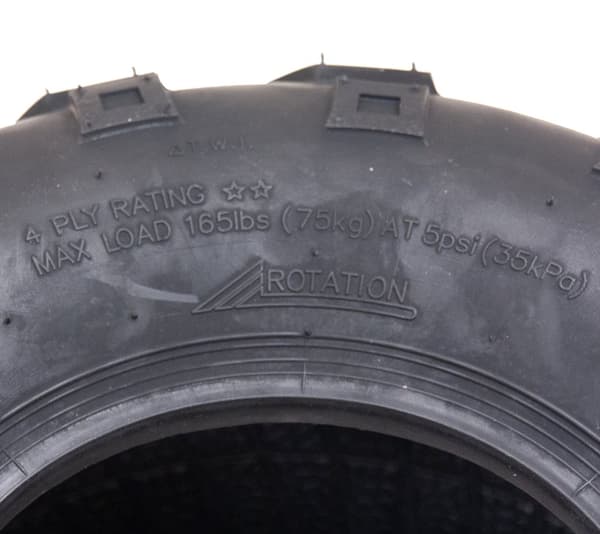 △T.W.I.
4 PLY RATING ☆☆
MAX LOAD 165lbs (75kg) AT 5psi (35kPa)
ROTATION